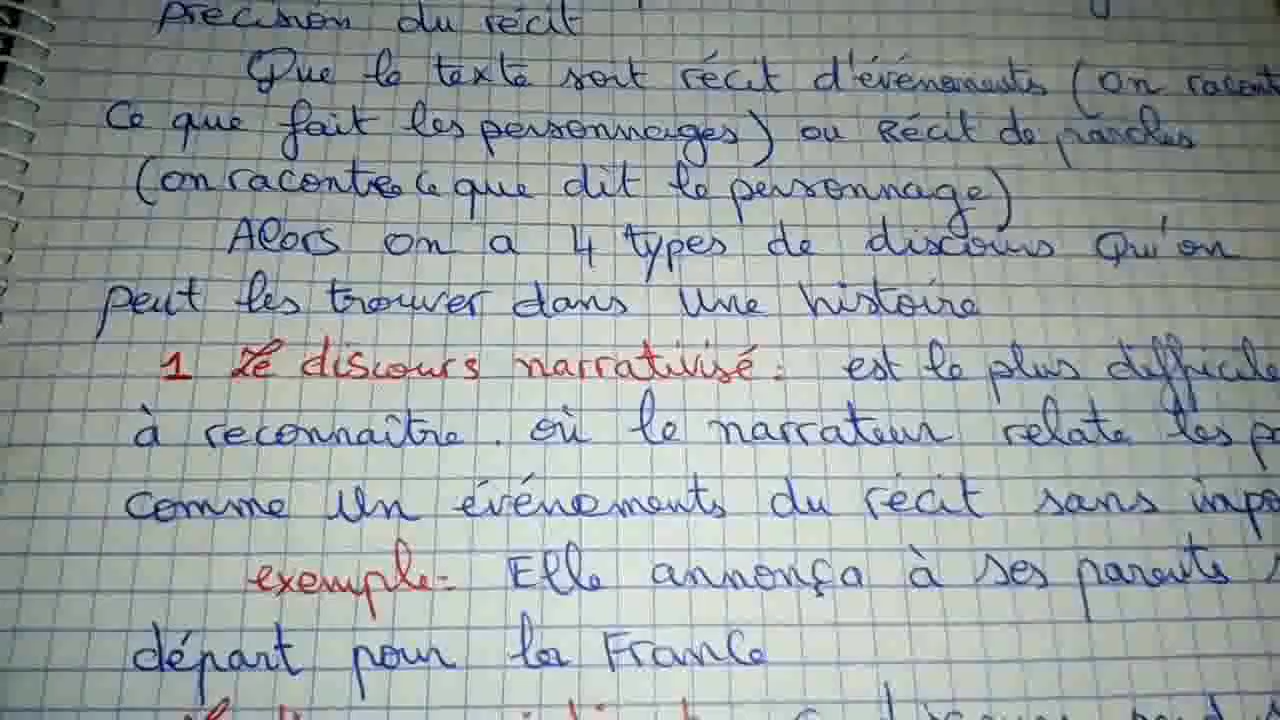 precision du récit
Que le texte soit récit d'événements (on racont
Ce que fait les personnages) ou Récit de paroles
(on raconte ce que dit le personnage)
Alors on a 4 types de discours Qu'on
peut les trouver dans une histoire
1 Le discours narrativisé : est le plus difficile
à reconnaître. où le narrateur relate les
comme un événements du récit sans
exemple = Elle annonça à ses parents
départ pour la France